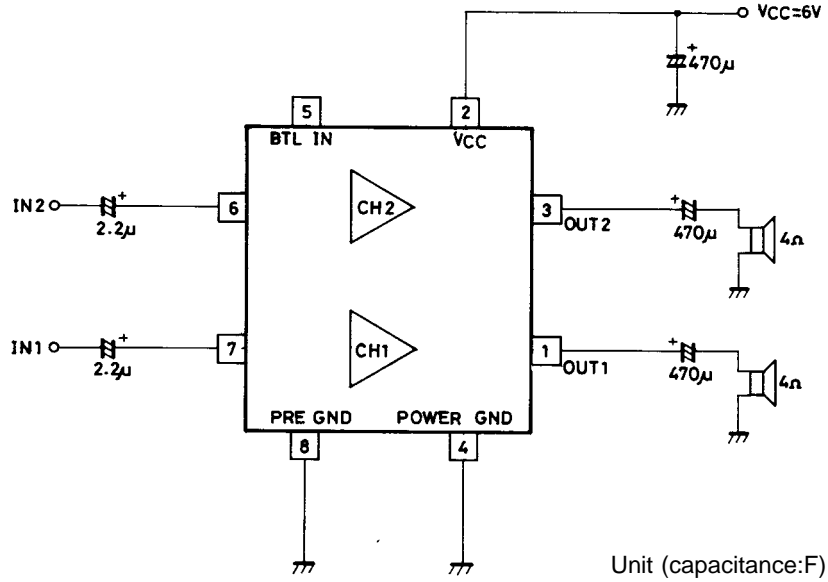 VCC=6V
+
470μ
5
2
BTL IN
VCC
IN2
+
2.2μ
6
CH2
3
OUT2
+
470μ
4Ω
IN1
+
2.2μ
7
CH1
1
OUT1
+
470μ
4Ω
PRE GND
POWER GND
8
4
Unit (capacitance:F)